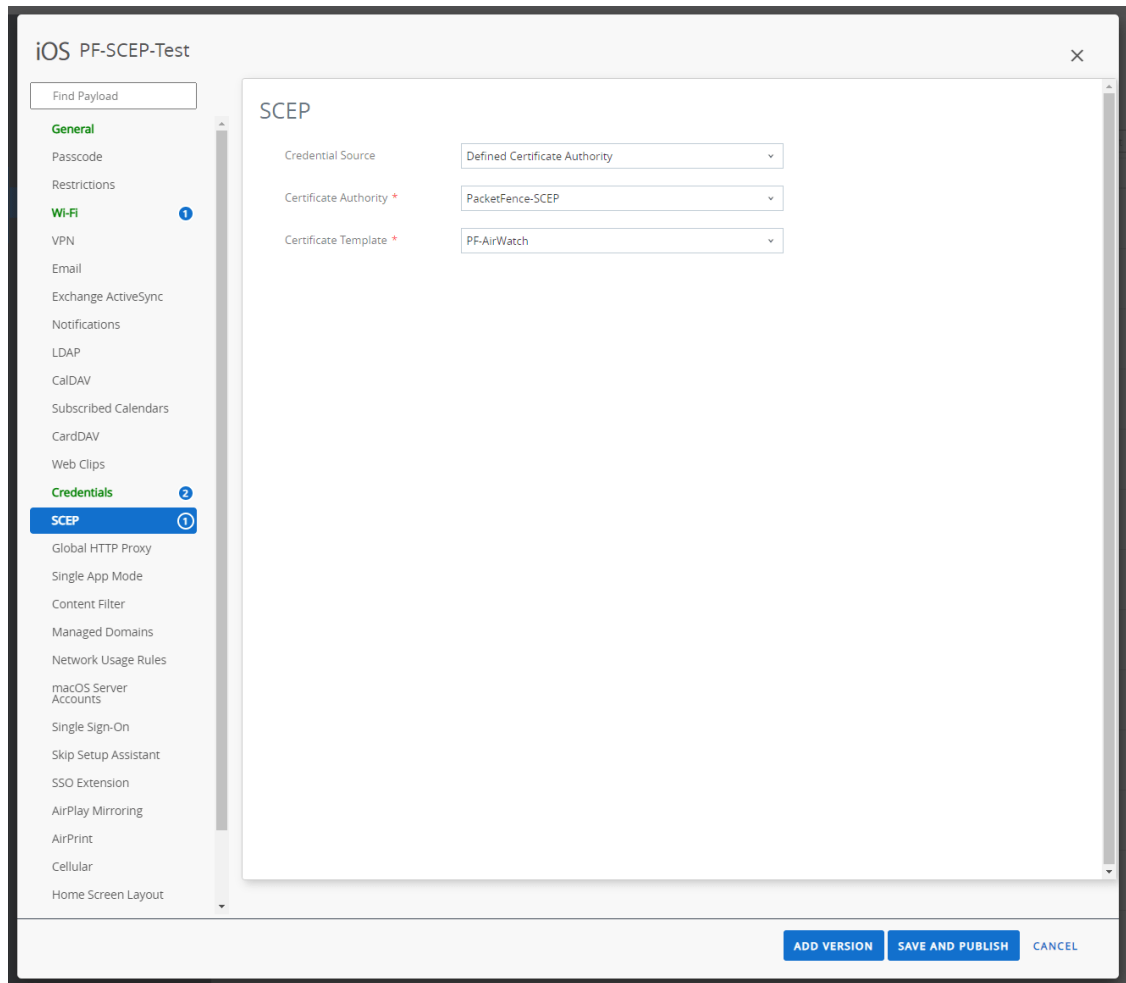 iOS PF-SCEP-Test
Find Payload
General
Passcode
Restrictions
Wi-Fi 1
VPN
Email
Exchange ActiveSync
Notifications
LDAP
CalDAV
Subscribed Calendars
CardDAV
Web Clips
Credentials 2
SCEP 1
Global HTTP Proxy
Single App Mode
Content Filter
Managed Domains
Network Usage Rules
macOS Server
Accounts
Single Sign-On
Skip Setup Assistant
SSO Extension
AirPlay Mirroring
AirPrint
Cellular
Home Screen Layout
SCEP
Credential Source Defined Certificate Authority
Certificate Authority * PacketFence-SCEP
Certificate Template * PF-AirWatch
ADD VERSION SAVE AND PUBLISH CANCEL